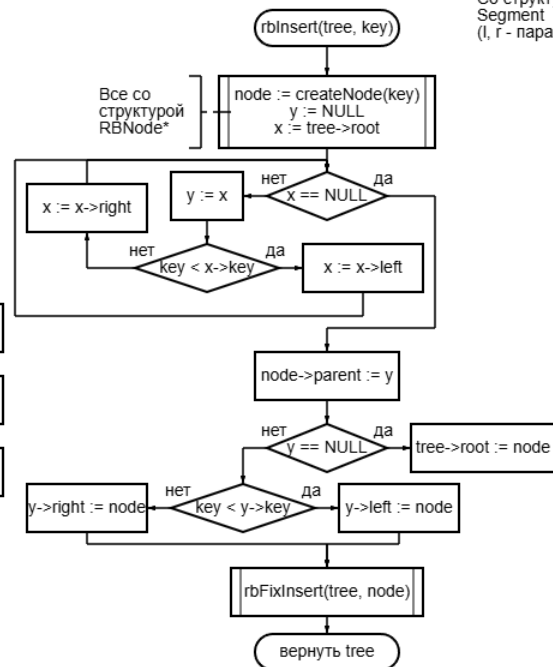 Segment
(l, r - пара
rbInsert(tree, key)
Все со
структурой
RBNode*
node := createNode(key)
y := NULL
x := tree->root
нет
x == NULL
да
x := x->right
y := x
нет
key < x->key
да
x := x->left
node->parent := y
нет
y == NULL
да
tree->root := node
y->right := node
нет
key < y->key
да
y->left := node
rbFixInsert(tree, node)
вернуть tree